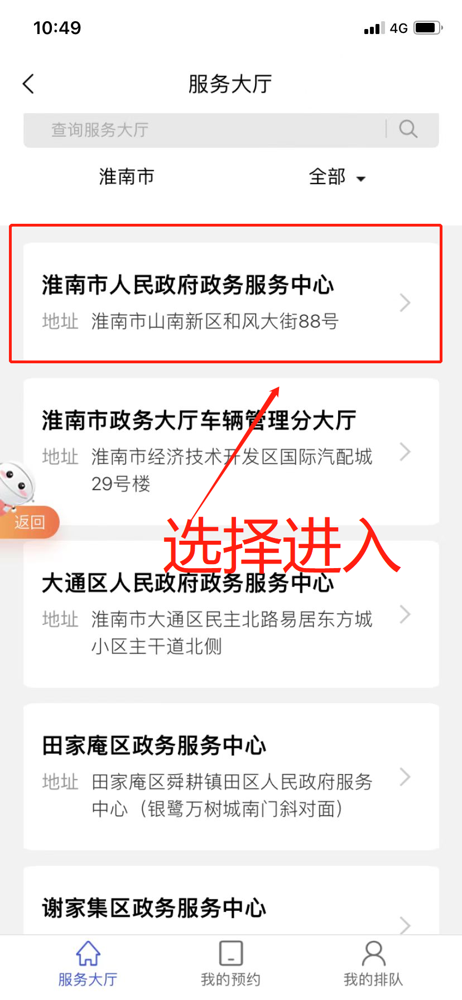 10:49
4G
服务大厅
查询服务大厅
淮南市
全部
淮南市人民政府政务服务中心
地址 淮南市山南新区和风大街88号
淮南市政务大厅车辆管理分大厅
地址 淮南市经济技术开发区国际汽配城
29号楼
返回
选择进入
大通区人民政府政务服务中心
地址 淮南市大通区民主北路易居东方城
小区主干道北侧
田家庵区政务服务中心
地址 田家庵区舜耕镇田区人民政府服务
中心（银鹭万树城南门斜对面）
谢家集区政务服务中心
服务大厅
我的预约
我的排队